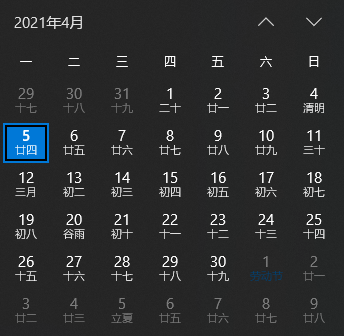 2021年4月
一 二 三 四 五 六 日
29 30 31 1 2 3 4
十七 十八 十九 二十 廿一 廿二 清明
5 6 7 8 9 10 11
廿四 廿五 廿六 廿七 廿八 廿九 三十
12 13 14 15 16 17 18
三月 初二 初三 初四 初五 初六 初七
19 20 21 22 23 24 25
初八 谷雨 初十 十一 十二 十三 十四
26 27 28 29 30 1 2
十五 十六 十七 十八 十九 劳动节 廿一
3 4 5 6 7 8 9
廿二 廿三 立夏 廿五 廿六 廿七 廿八